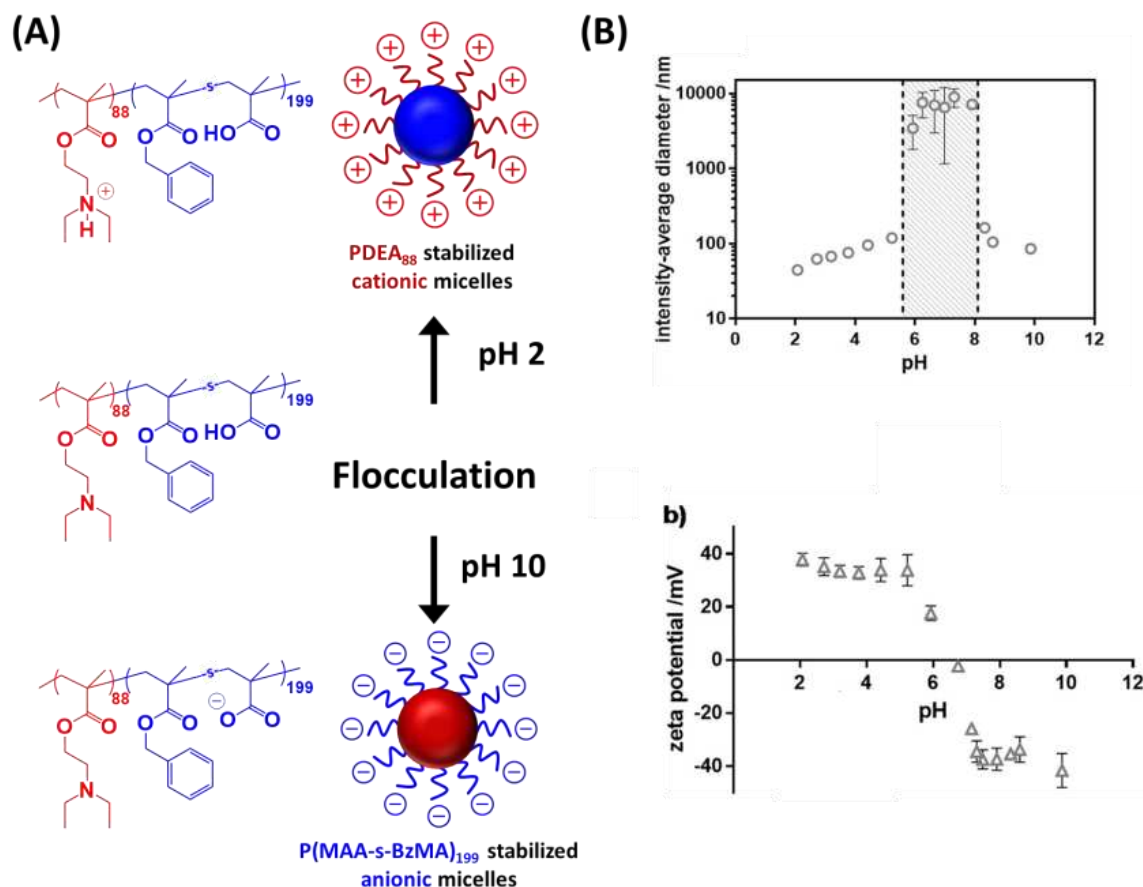 (A)
88
s
199
O
O
O
O
HO
O
N
H
+
+
+
+
+
+
+
+
+
+
+
+
+
PDEA88 stabilized
cationic micelles
pH 2
88
s
199
O
O
O
O
HO
O
N
Flocculation
pH 10
88
s
199
O
O
O
O
−
O
O
N
−
−
−
−
−
−
−
−
−
−
−
−
P(MAA-s-BzMA)199 stabilized
anionic micelles
(B)
intensity-average diameter /nm
10000
1000
100
10
0 2 4 6 8 10 12
pH
b)
zeta potential /mV
40
20
0
-20
-40
2 4 6 8 10 12
pH